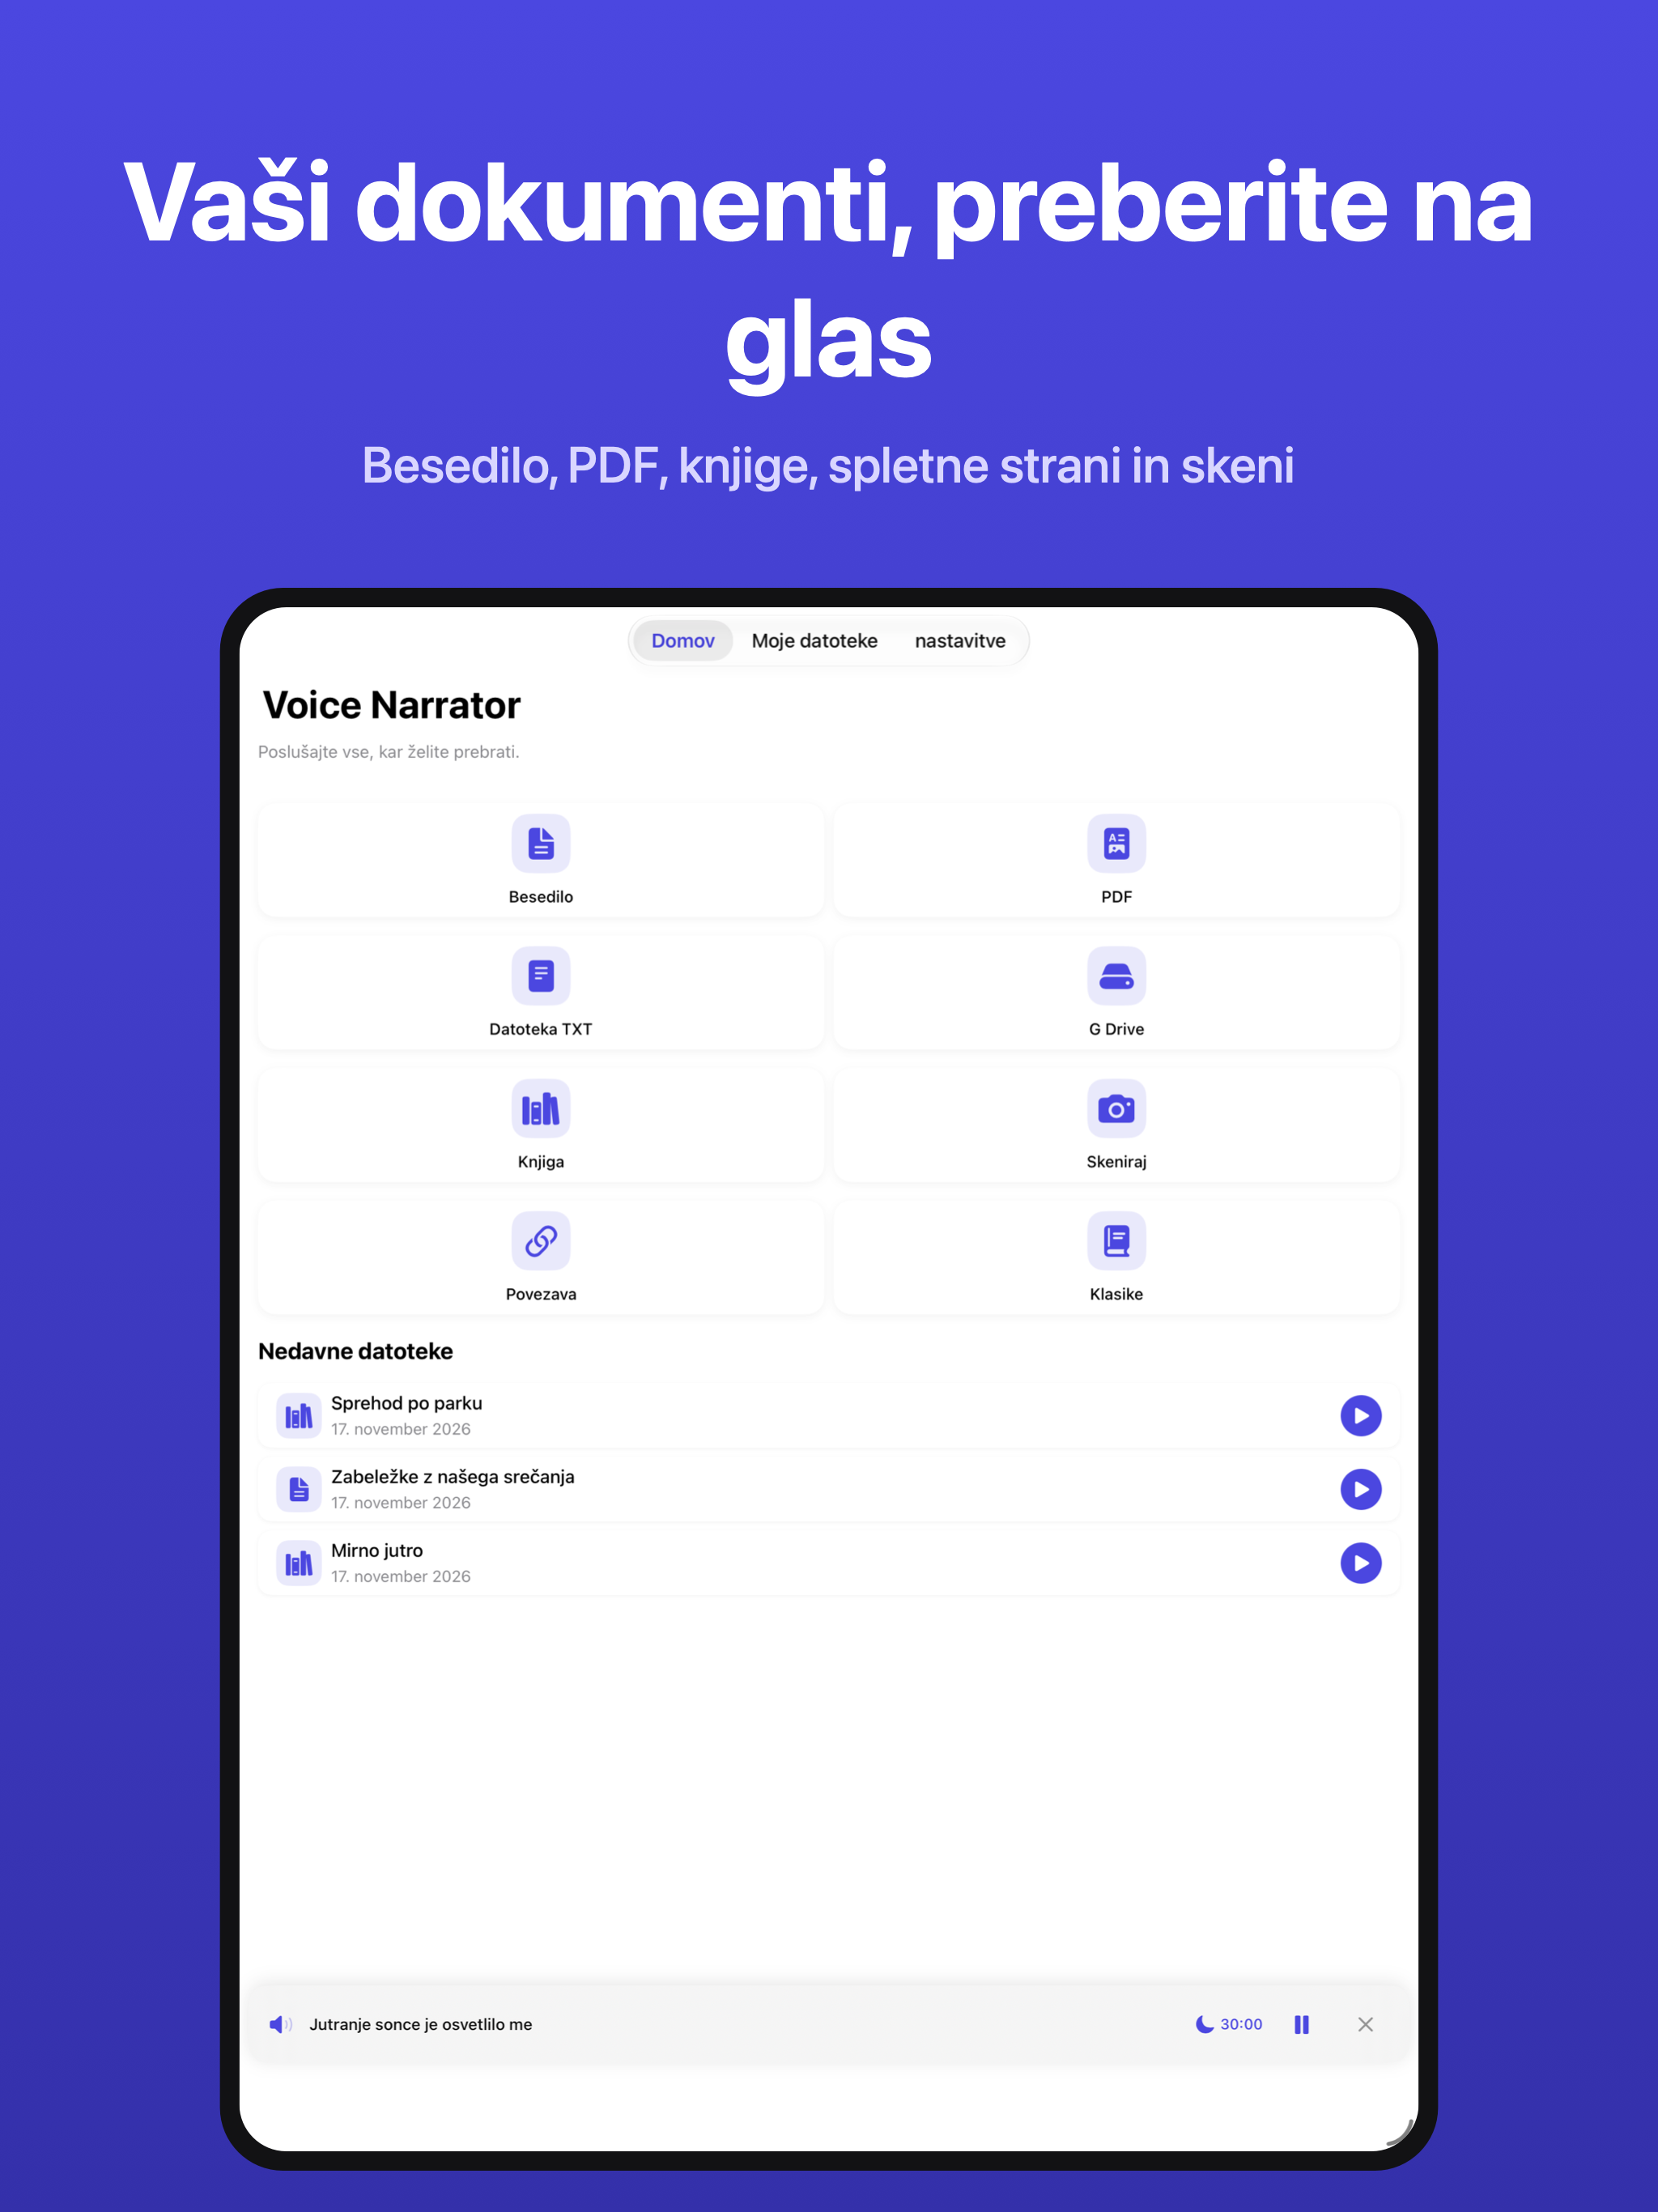 Vaši dokumenti, preberite na
glas
Besedilo, PDF, knjige, spletne strani in skeni
Domov Moje datoteke nastavitve
Voice Narrator
Poslušajte vse, kar želite prebrati.
Besedilo
PDF
Datoteka TXT
G Drive
Knjiga
Skeniraj
Povezava
Klasike
Nedavne datoteke
Sprehod po parku
17. november 2026
Zabeležke z našega srečanja
17. november 2026
Mirno jutro
17. november 2026
Jutranje sonce je osvetlilo me 30:00